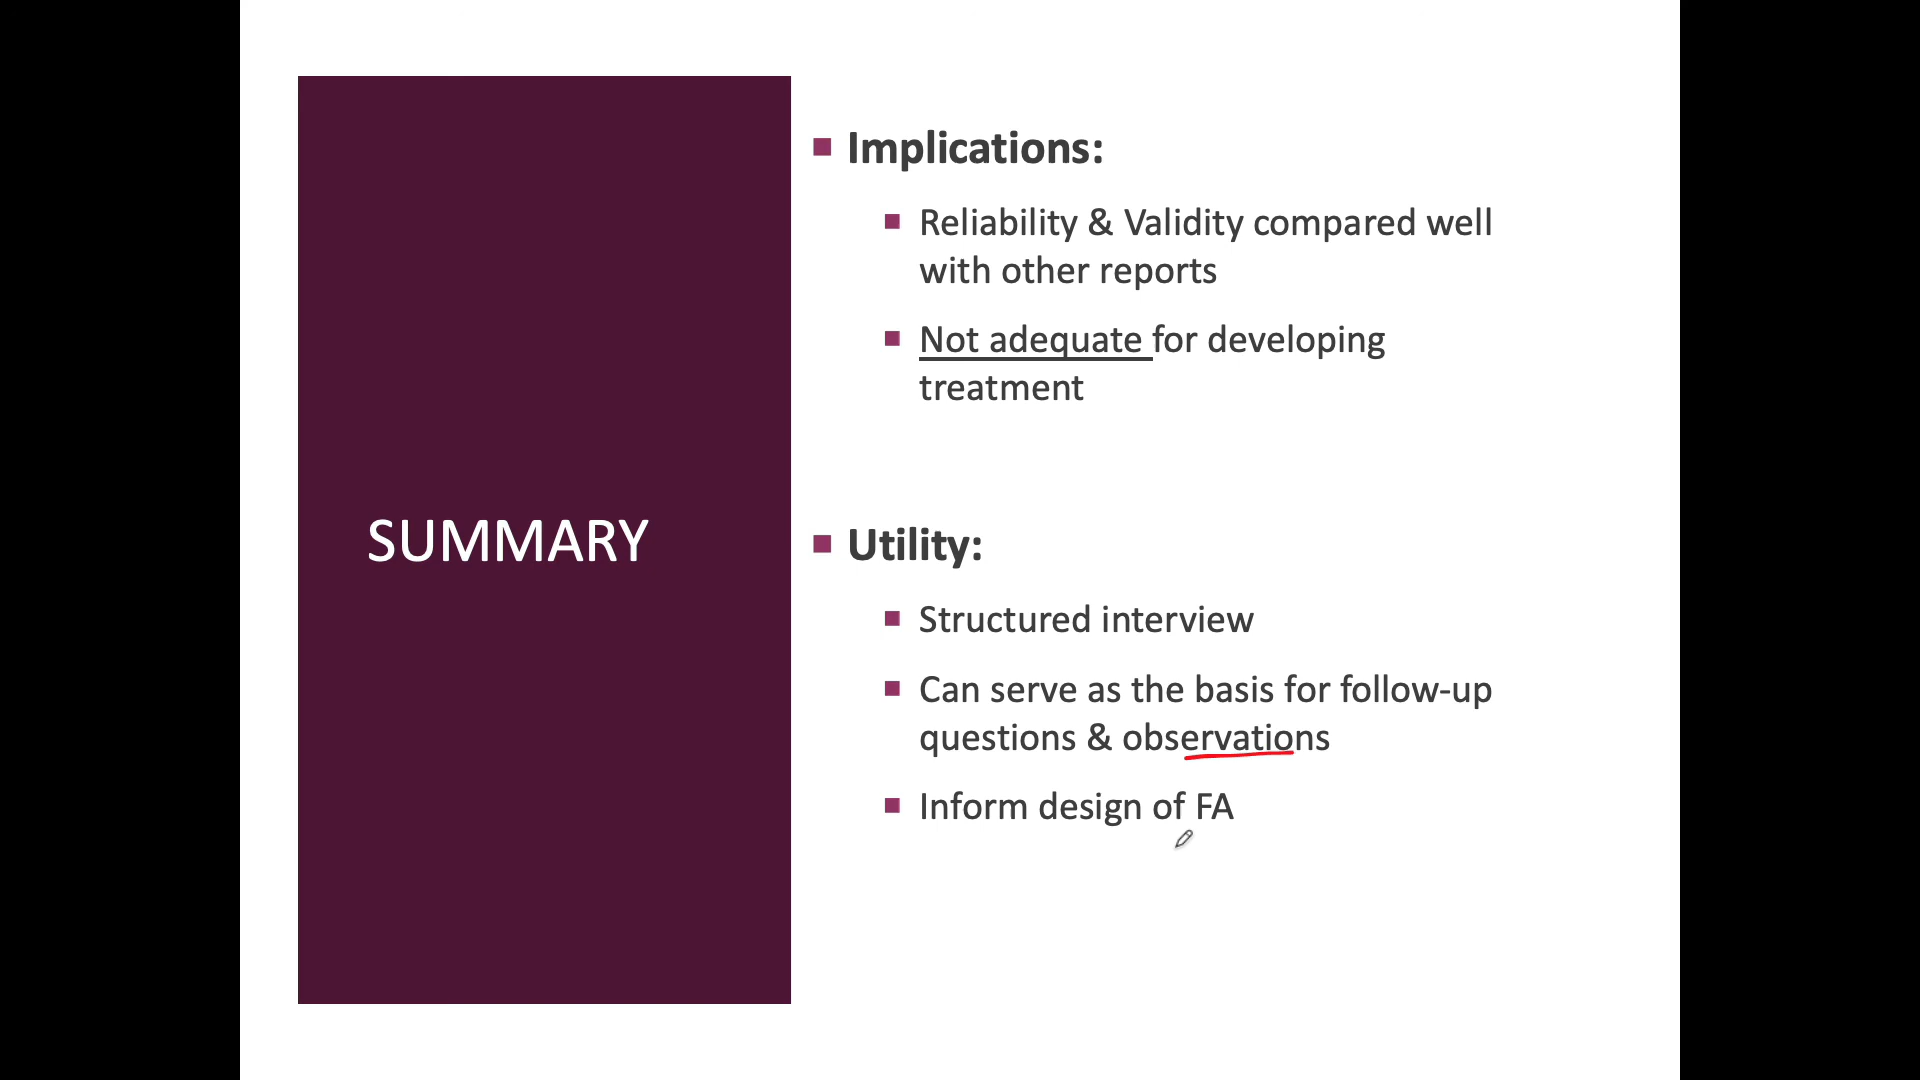 SUMMARY
Implications:
Reliability & Validity compared well
with other reports
Not adequate for developing
treatment
Utility:
Structured interview
Can serve as the basis for follow-up
questions & observations
Inform design of FA